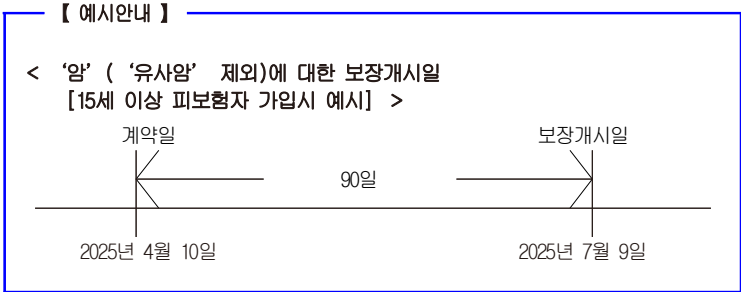 【 예시안내 】
< ‘암’ ( ‘유사암’ 제외)에 대한 보장개시일
[15세 이상 피보험자 가입시 예시] >
계약일 보장개시일
90일
2025년 4월 10일 2025년 7월 9일